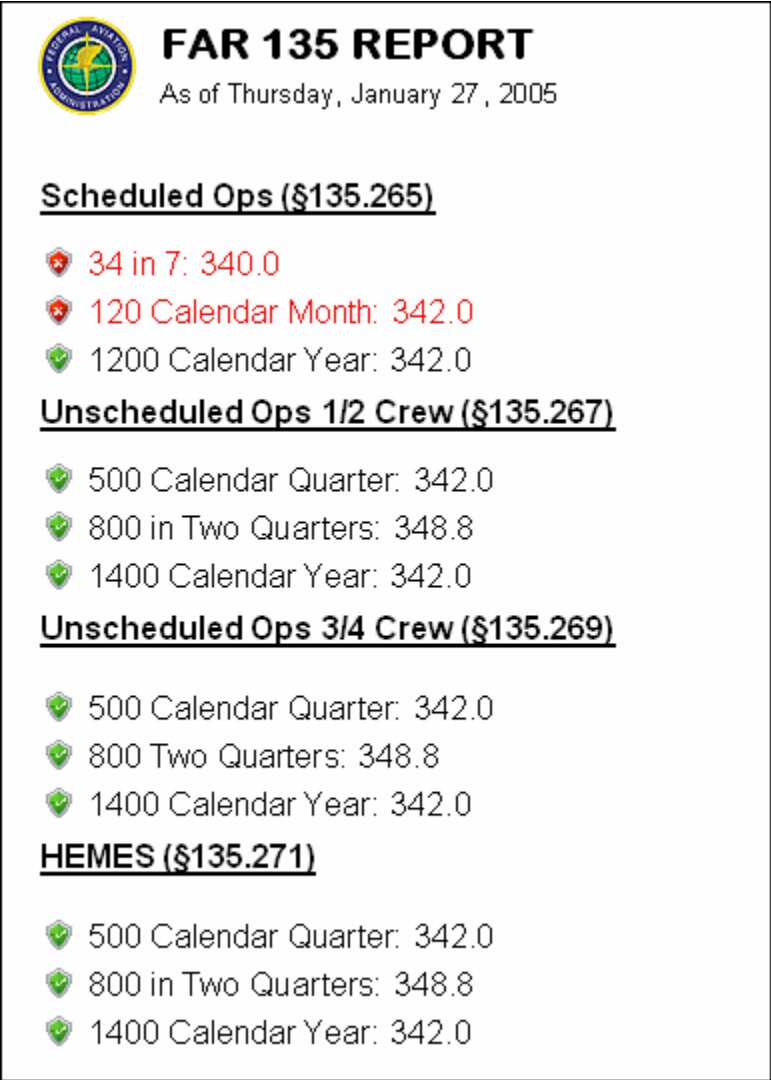 FEDERAL AVIATION
ADMINISTRATION
FAR 135 REPORT
As of Thursday, January 27, 2005
Scheduled Ops (§135.265)
34 in 7: 340.0
120 Calendar Month: 342.0
1200 Calendar Year: 342.0
Unscheduled Ops 1/2 Crew (§135.267)
500 Calendar Quarter: 342.0
800 in Two Quarters: 348.8
1400 Calendar Year: 342.0
Unscheduled Ops 3/4 Crew (§135.269)
500 Calendar Quarter: 342.0
800 Two Quarters: 348.8
1400 Calendar Year: 342.0
HEMES (§135.271)
500 Calendar Quarter: 342.0
800 in Two Quarters: 348.8
1400 Calendar Year: 342.0